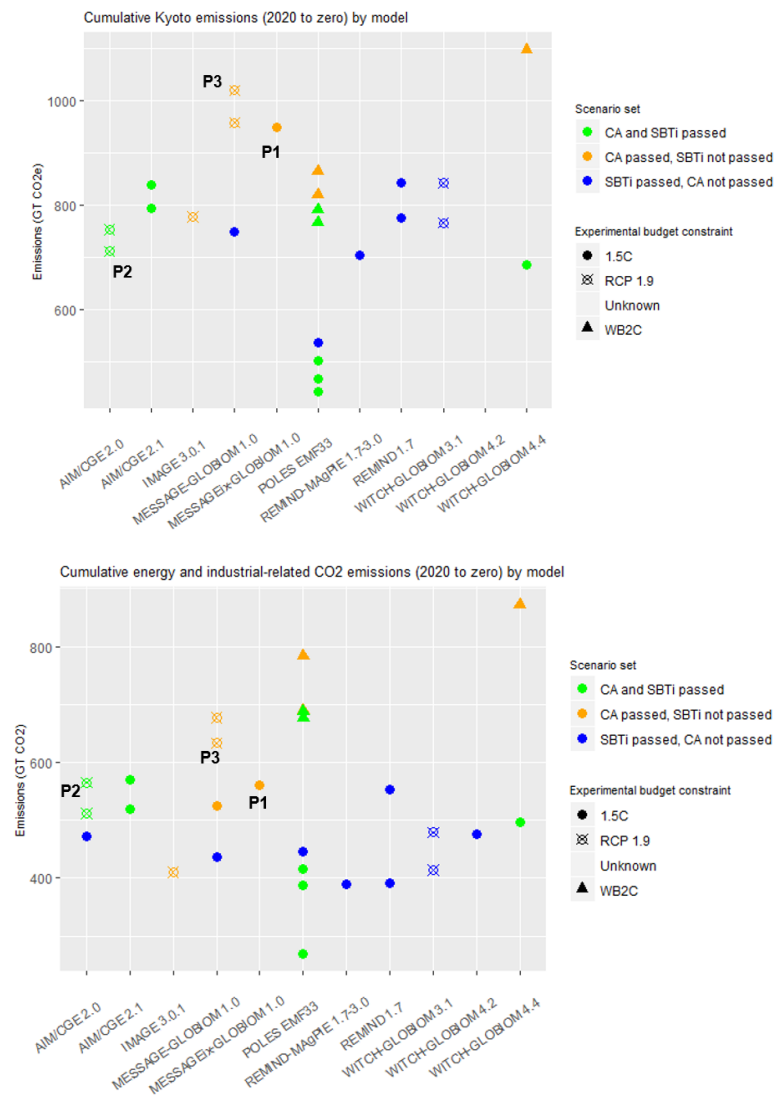 Cumulative Kyoto emissions (2020 to zero) by model
Emissions (GT CO2e)
1000
800
600
P3
P1
P2
AIM/CGE 2.0
AIM/CGE 2.1
IMAGE 3.0.1
MESSAGE-GLOBIOM 1.0
MESSAGEix-GLOBIOM 1.0
POLES EMF33
REMIND-MAgPIE 1.7-3.0
REMIND 1.7
WITCH-GLOBIOM 3.1
WITCH-GLOBIOM 4.2
WITCH-GLOBIOM 4.4
Scenario set
CA and SBTi passed
CA passed, SBTi not passed
SBTi passed, CA not passed
Experimental budget constraint
1.5C
RCP 1.9
Unknown
WB2C
Cumulative energy and industrial-related CO2 emissions (2020 to zero) by model
Emissions (GT CO2)
800
600
400
P3
P2
P1
AIM/CGE 2.0
AIM/CGE 2.1
IMAGE 3.0.1
MESSAGE-GLOBIOM 1.0
MESSAGEix-GLOBIOM 1.0
POLES EMF33
REMIND-MAgPIE 1.7-3.0
REMIND 1.7
WITCH-GLOBIOM 3.1
WITCH-GLOBIOM 4.2
WITCH-GLOBIOM 4.4
Scenario set
CA and SBTi passed
CA passed, SBTi not passed
SBTi passed, CA not passed
Experimental budget constraint
1.5C
RCP 1.9
Unknown
WB2C